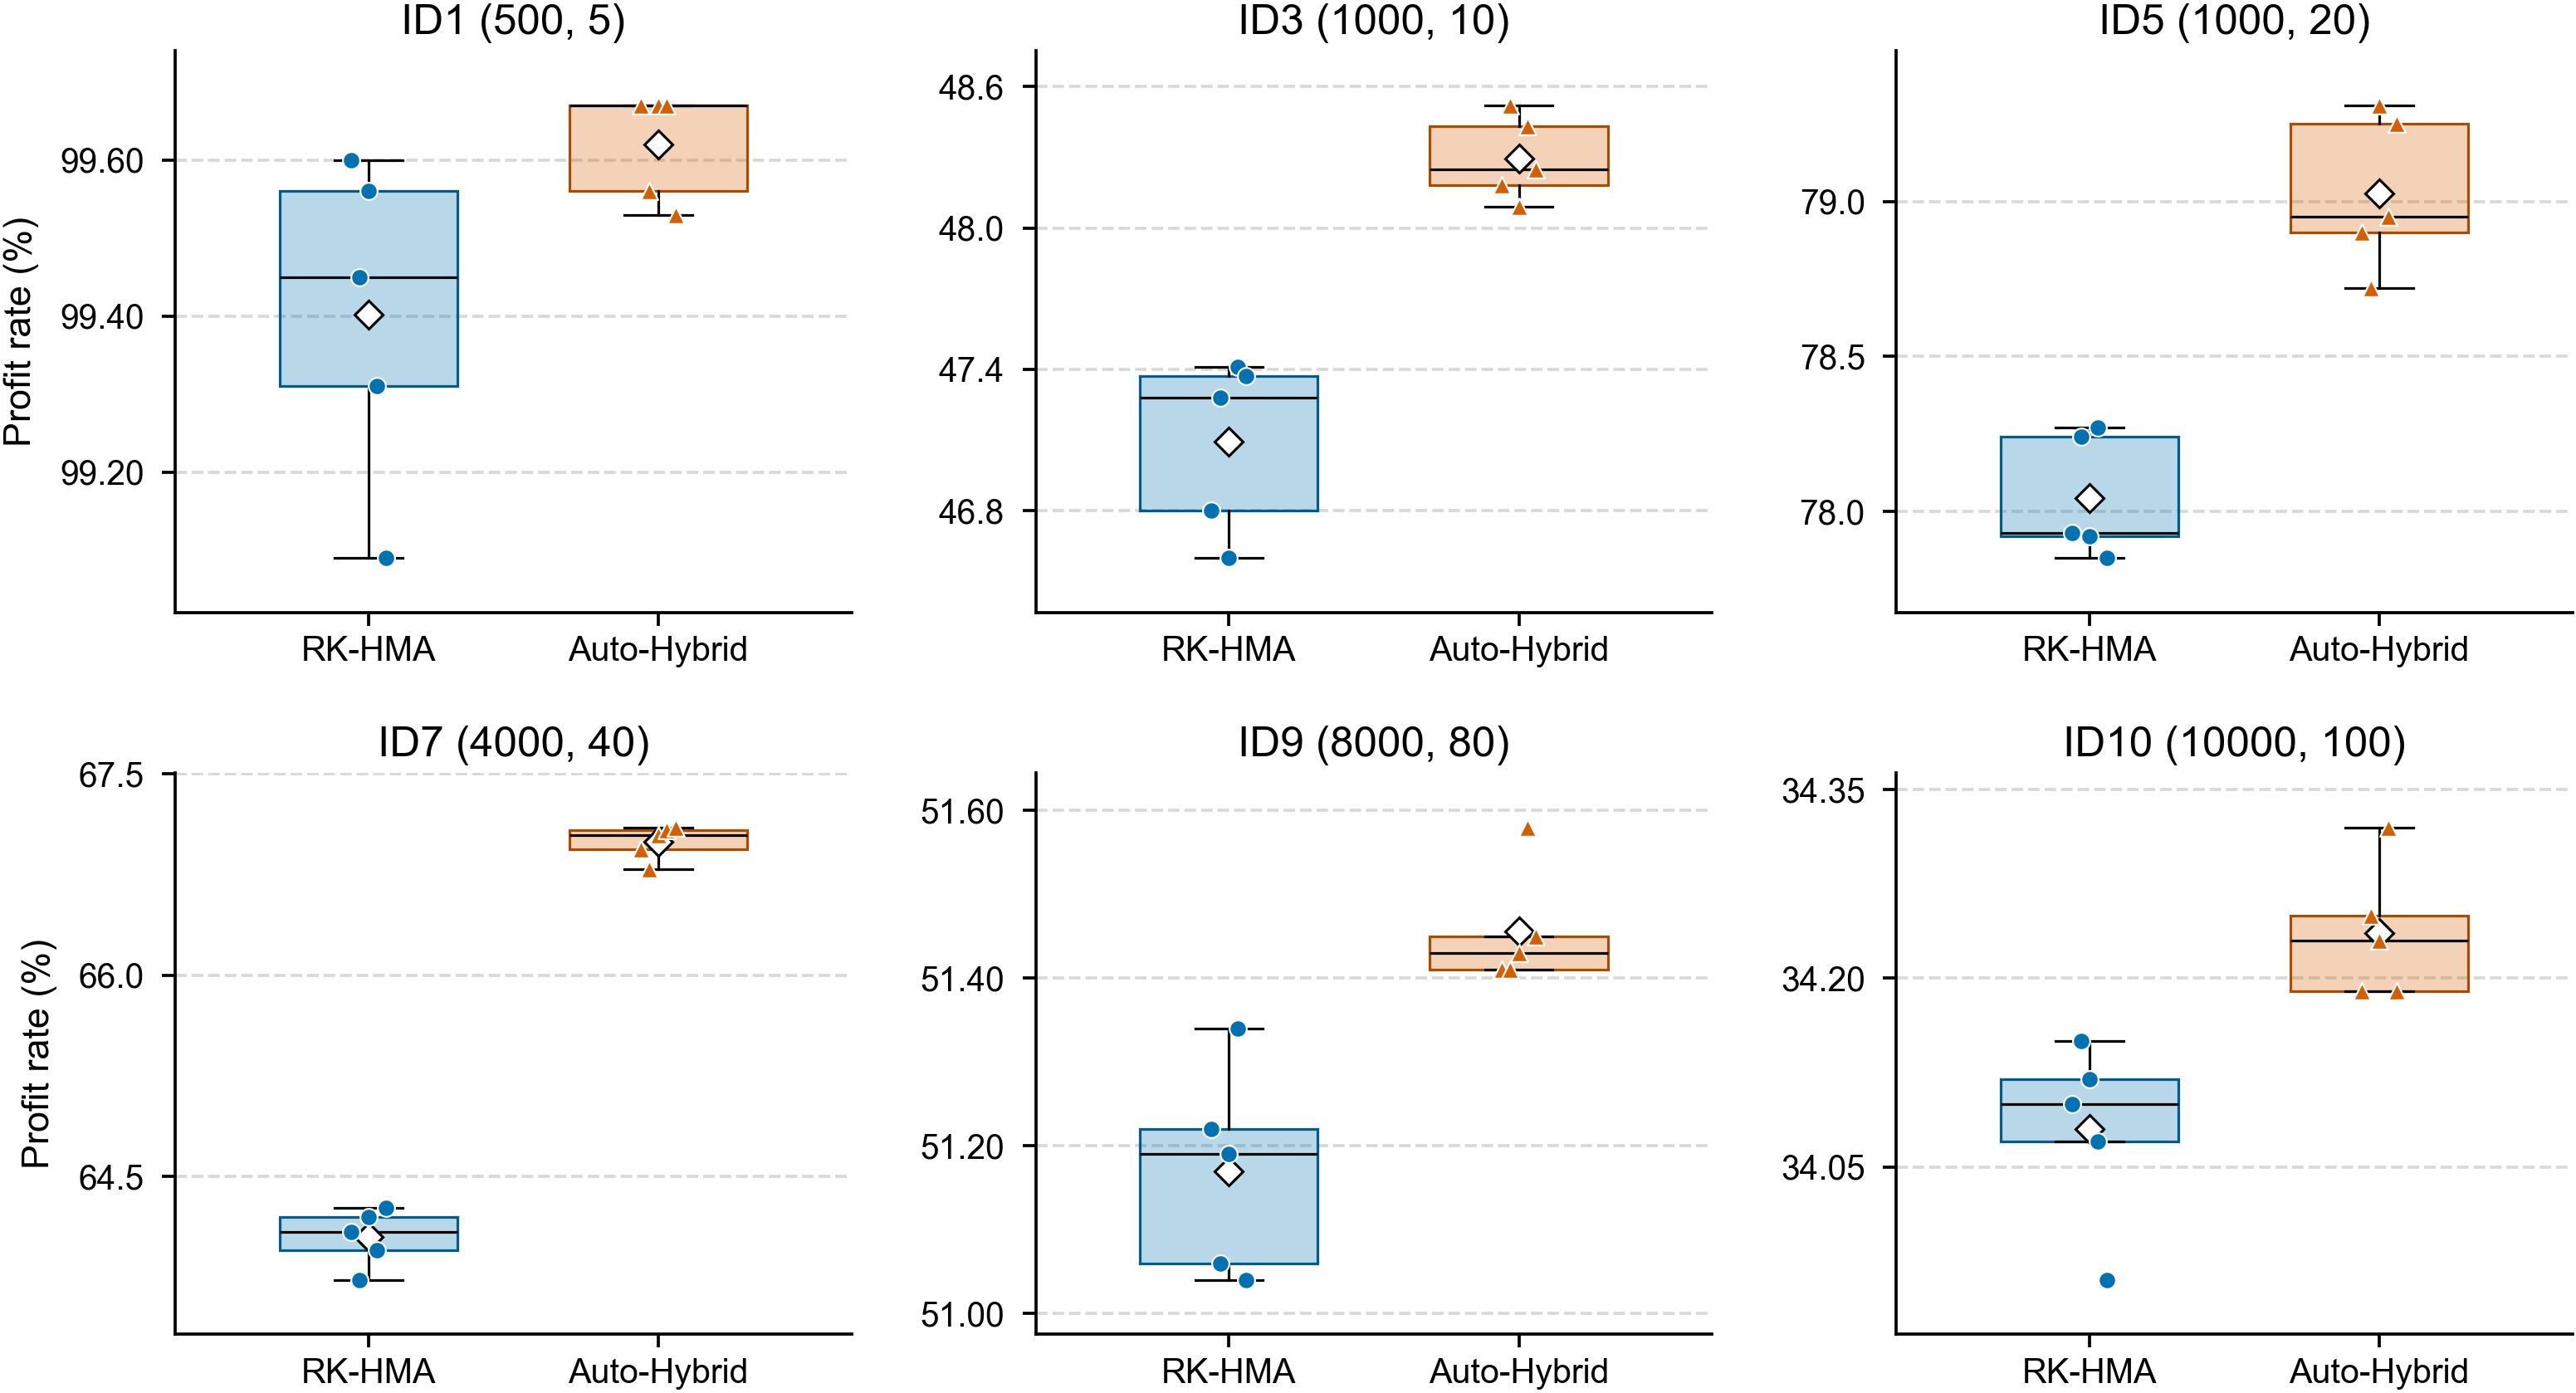 ID1 (500, 5)
Profit rate (%)
99.60
99.40
99.20
RK-HMA
Auto-Hybrid
ID3 (1000, 10)
48.6
48.0
47.4
46.8
RK-HMA
Auto-Hybrid
ID5 (1000, 20)
79.0
78.5
78.0
RK-HMA
Auto-Hybrid
ID7 (4000, 40)
Profit rate (%)
67.5
66.0
64.5
RK-HMA
Auto-Hybrid
ID9 (8000, 80)
51.60
51.40
51.20
51.00
RK-HMA
Auto-Hybrid
ID10 (10000, 100)
34.35
34.20
34.05
RK-HMA
Auto-Hybrid